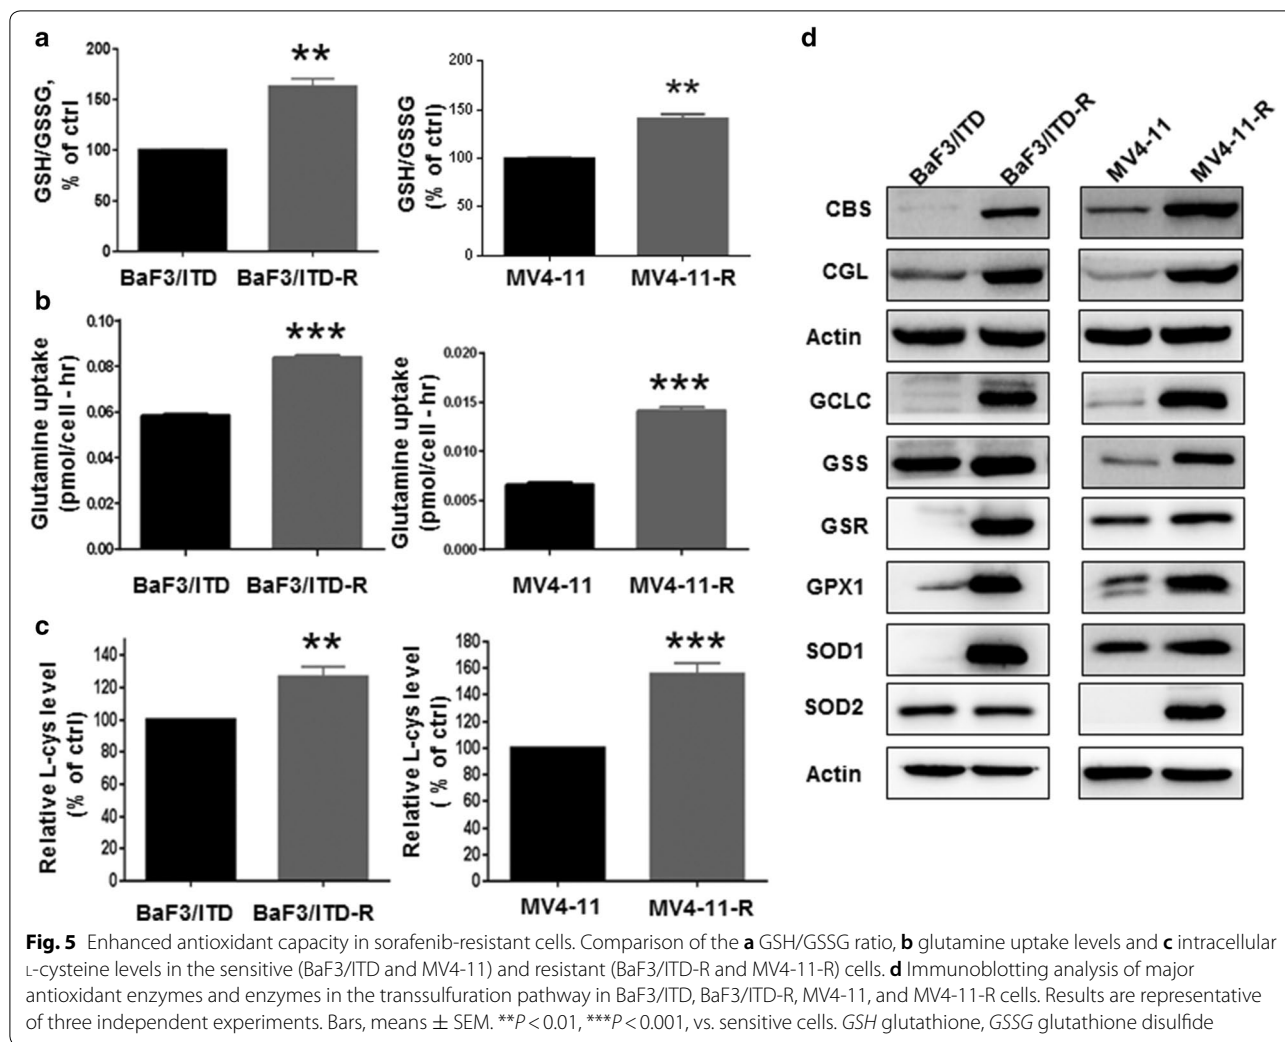 a
GSH/GSSG,
% of ctrl
200
150
100
50
0
**
BaF3/ITD BaF3/ITD-R
GSH/GSSG
(% of ctrl)
200
150
100
50
0
**
MV4-11 MV4-11-R
b
Glutamine uptake
(pmol/cell - hr)
0.10
0.08
0.06
0.04
0.02
0.00
***
BaF3/ITD BaF3/ITD-R
Glutamine uptake
(pmol/cell - hr)
0.020
0.015
0.010
0.005
0.000
***
MV4-11 MV4-11-R
c
Relative L-cys level
(% of ctrl)
140
120
100
80
60
40
20
0
**
BaF3/ITD BaF3/ITD-R
Relative L-cys level
( % of ctrl)
180
160
140
120
100
80
60
40
20
0
***
MV4-11 MV4-11-R
d
BaF3/ITD BaF3/ITD-R MV4-11 MV4-11-R
CBS
CGL
Actin
GCLC
GSS
GSR
GPX1
SOD1
SOD2
Actin
Fig. 5 Enhanced antioxidant capacity in sorafenib-resistant cells. Comparison of the a GSH/GSSG ratio, b glutamine uptake levels and c intracellular
L-cysteine levels in the sensitive (BaF3/ITD and MV4-11) and resistant (BaF3/ITD-R and MV4-11-R) cells. d Immunoblotting analysis of major
antioxidant enzymes and enzymes in the transsulfuration pathway in BaF3/ITD, BaF3/ITD-R, MV4-11, and MV4-11-R cells. Results are representative
of three independent experiments. Bars, means ± SEM. **P < 0.01, ***P < 0.001, vs. sensitive cells. GSH glutathione, GSSG glutathione disulfide